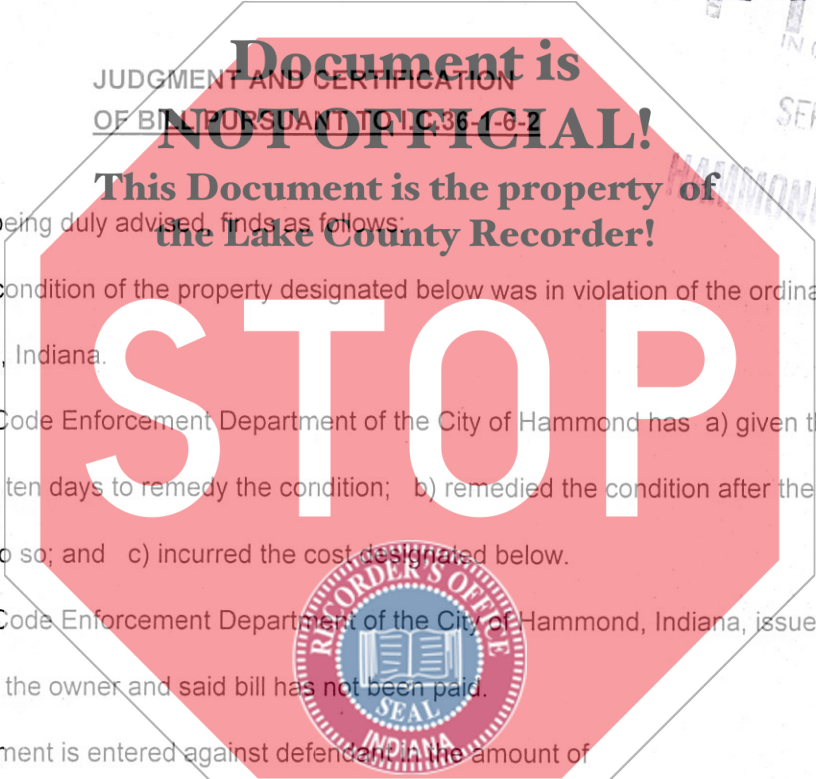 Document is
JUDGMENT AND CERTIFICATION
OF BILL PURSUANT TO I.C.36-1-6-2
NOT OFFICIAL!
This Document is the property of
the Lake County Recorder!
eing duly advised, finds as follows:
condition of the property designated below was in violation of the ordina
, Indiana.
STOP
Code Enforcement Department of the City of Hammond has a) given th
ten days to remedy the condition; b) remedied the condition after the
o so; and c) incurred the cost designated below.
Code Enforcement Department of the City of Hammond, Indiana, issue
the owner and said bill has not been paid.
ment is entered against defendant in the amount of
RECORDER'S OFFICE
SEAL
INDIANA